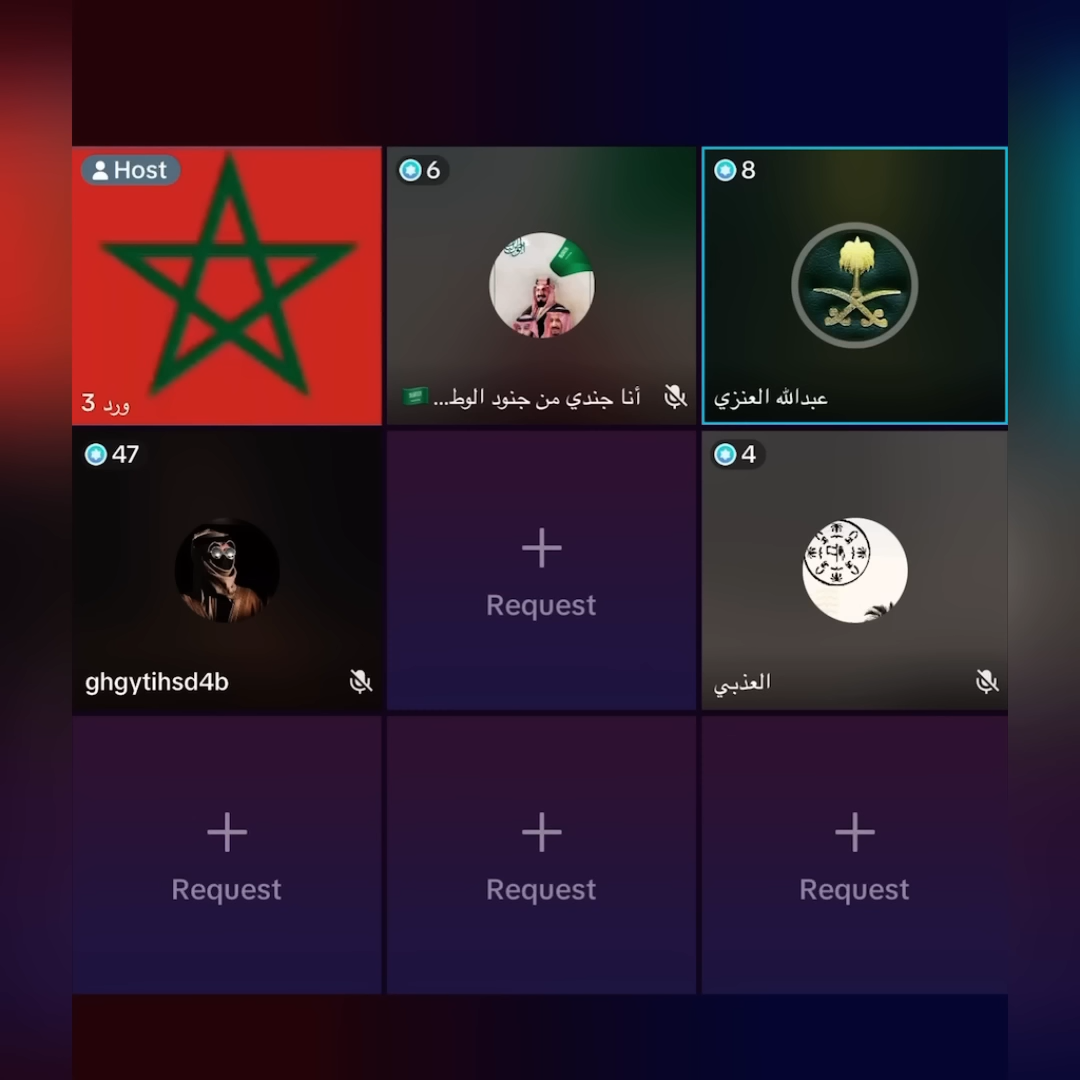 Host
ورد 3
6
أنا جندي من جنود الوط...
8
عبدالله العنزي
47
ghgytihsd4b
Request
4
العذبي
Request
Request
Request